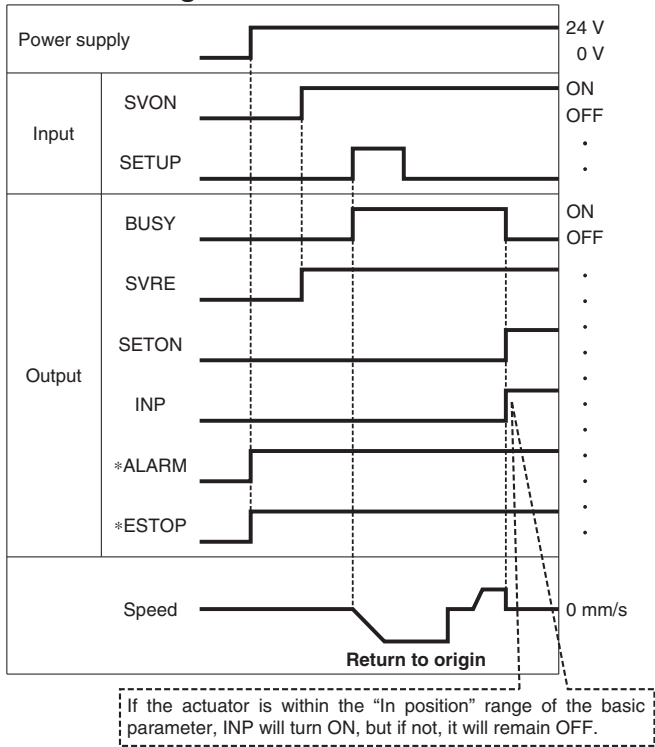 Power supply
24 V
0 V
Input
SVON
ON
OFF
SETUP
Output
BUSY
ON
OFF
SVRE
SETON
INP
*ALARM
*ESTOP
Speed
0 mm/s
Return to origin
If the actuator is within the “In position” range of the basic
parameter, INP will turn ON, but if not, it will remain OFF.